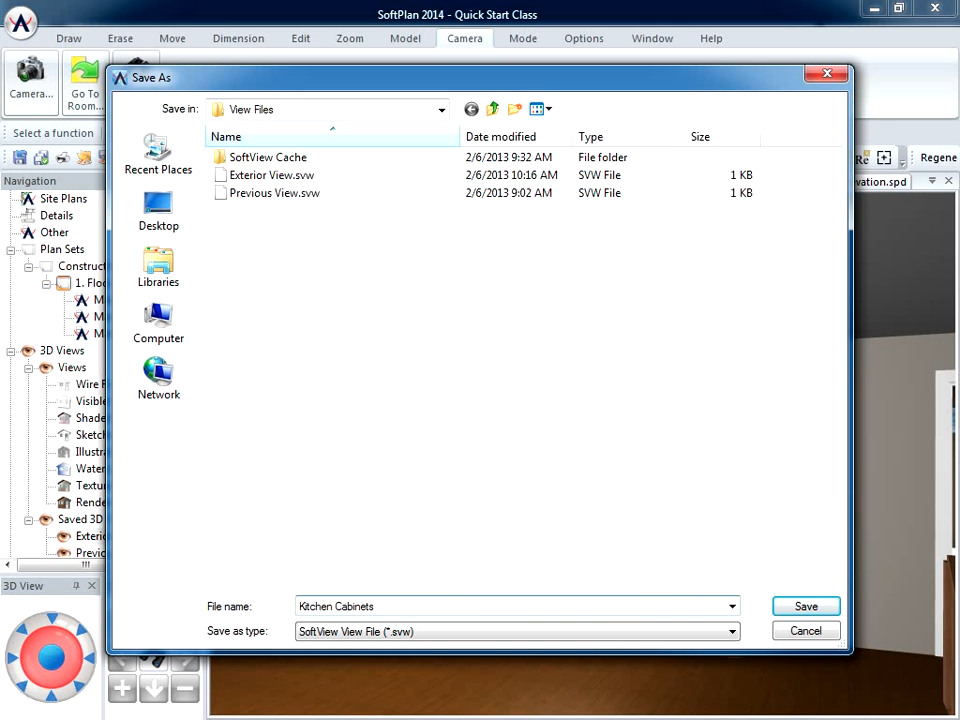 SoftPlan 2014 - Quick Start Class
Draw Erase Move Dimension Edit Zoom Model Camera Mode Options Window Help
Camera...
Go To
Room...
Save As
Select a function
Save in: View Files
Name Date modified Type Size
SoftView Cache 2/6/2013 9:32 AM File folder
Exterior View.svw 2/6/2013 10:16 AM SVW File 1 KB
Previous View.svw 2/6/2013 9:02 AM SVW File 1 KB
Recent Places
Desktop
Libraries
Computer
Network
Re Regene
vation.spd
Navigation
Site Plans
Details
Other
Plan Sets
Construct
1. Floo
M
M
M
3D Views
Views
Wire F
Visible
Shade
Sketch
Illustra
Water
Textur
Rende
Saved 3D
Exterio
Previo
3D View
File name: Kitchen Cabinets
Save
Save as type: SoftView View File (*.svw)
Cancel